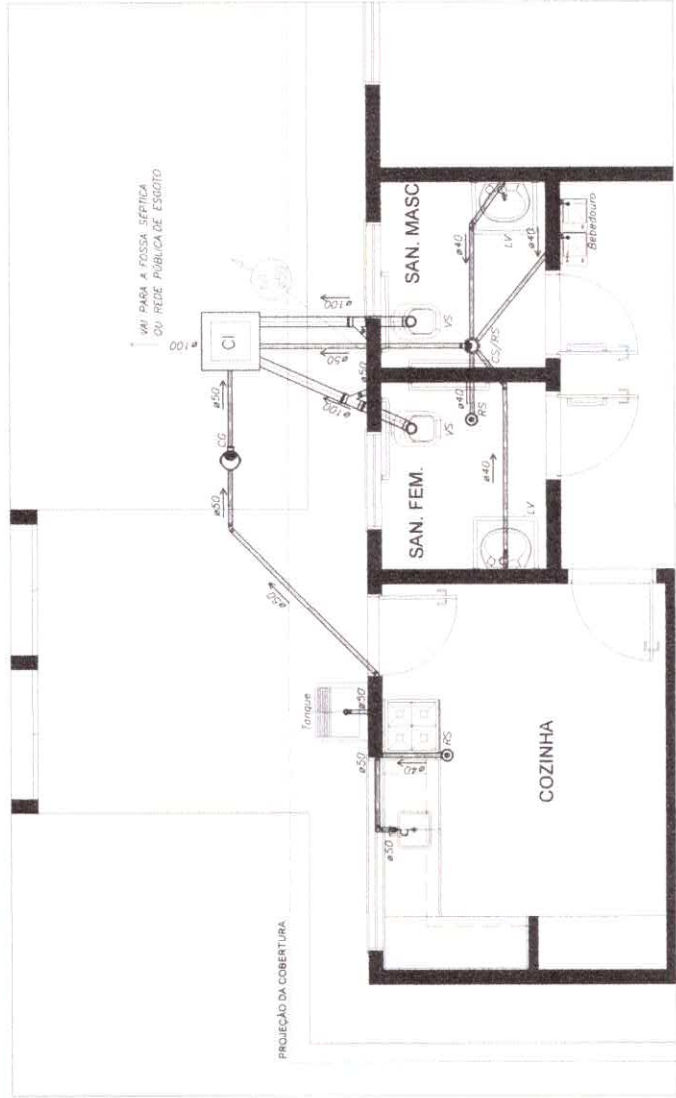 VAI PARA A FOSSA SÉPTICA
OU REDE PÚBLICA DE ESGOTO
ø100
CI
ø50
CG
ø50
ø50
ø100
ø50
ø100
ø50
SAN. MASC
ø40
LV
ø40
VS
CS/RS
Bebedouro
SAN. FEM.
VS
ø40
RS
ø40
LV
Tanque
ø50
ø50
ø40
RS
ø50
COZINHA
PROJEÇÃO DA COBERTURA